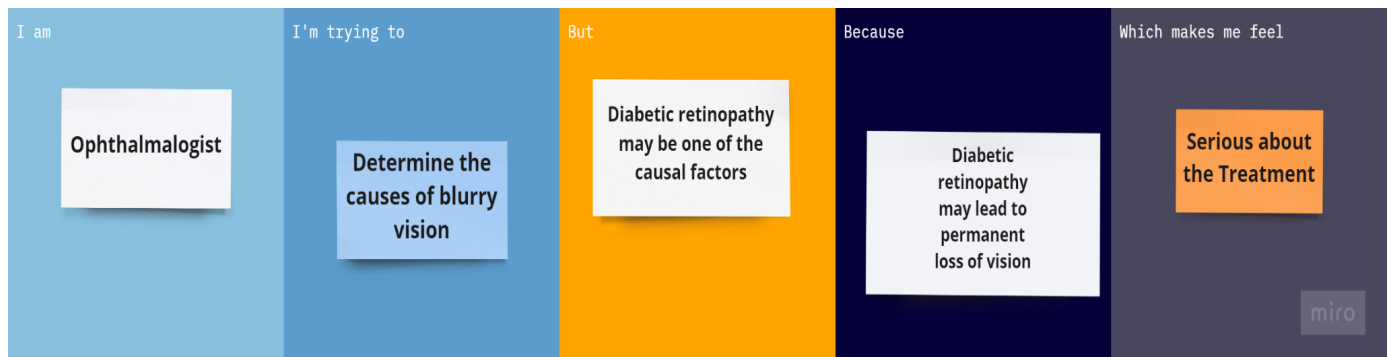 I am
Ophthalmalogist
I'm trying to
Determine the
causes of blurry
vision
But
Diabetic retinopathy
may be one of the
causal factors
Because
Diabetic
retinopathy
may lead to
permanent
loss of vision
Which makes me feel
Serious about
the Treatment
miro